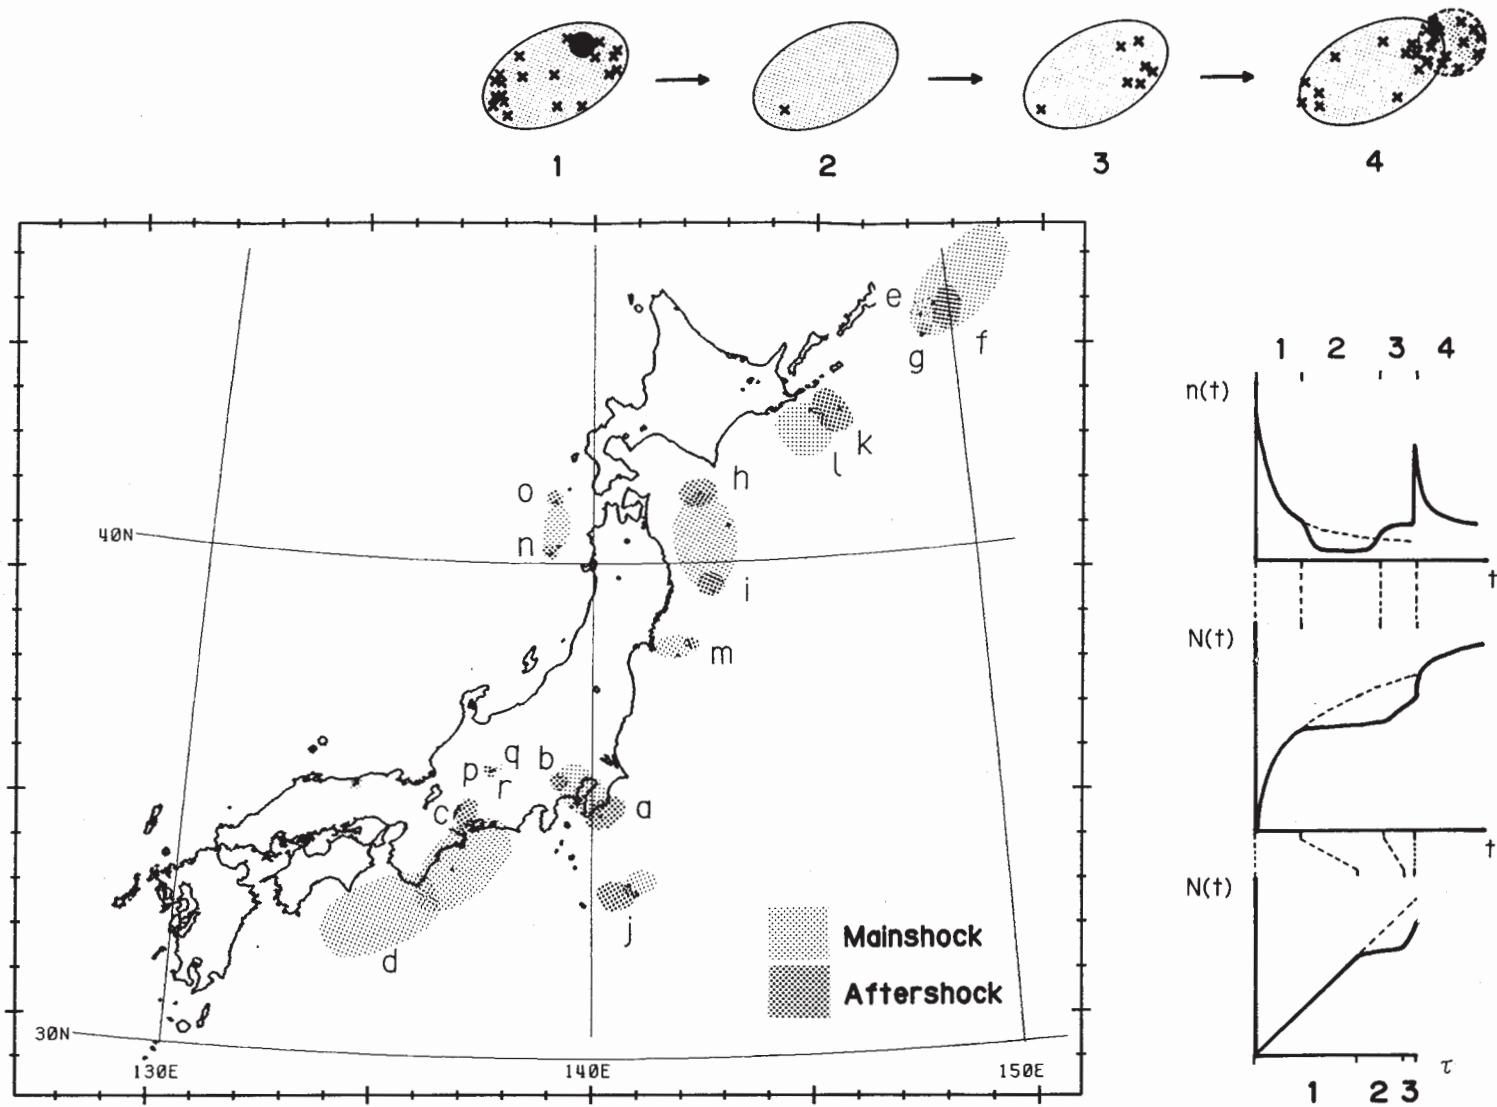 1 2 3 4
e
f
g
k
l
h
o
40N
n
i
m
q
p
b
r
c
a
j
d
Mainshock
Aftershock
30N
130E 140E 150E
1 2 3 4
n(t)
t
N(t)
t
N(t)
τ
1 2 3